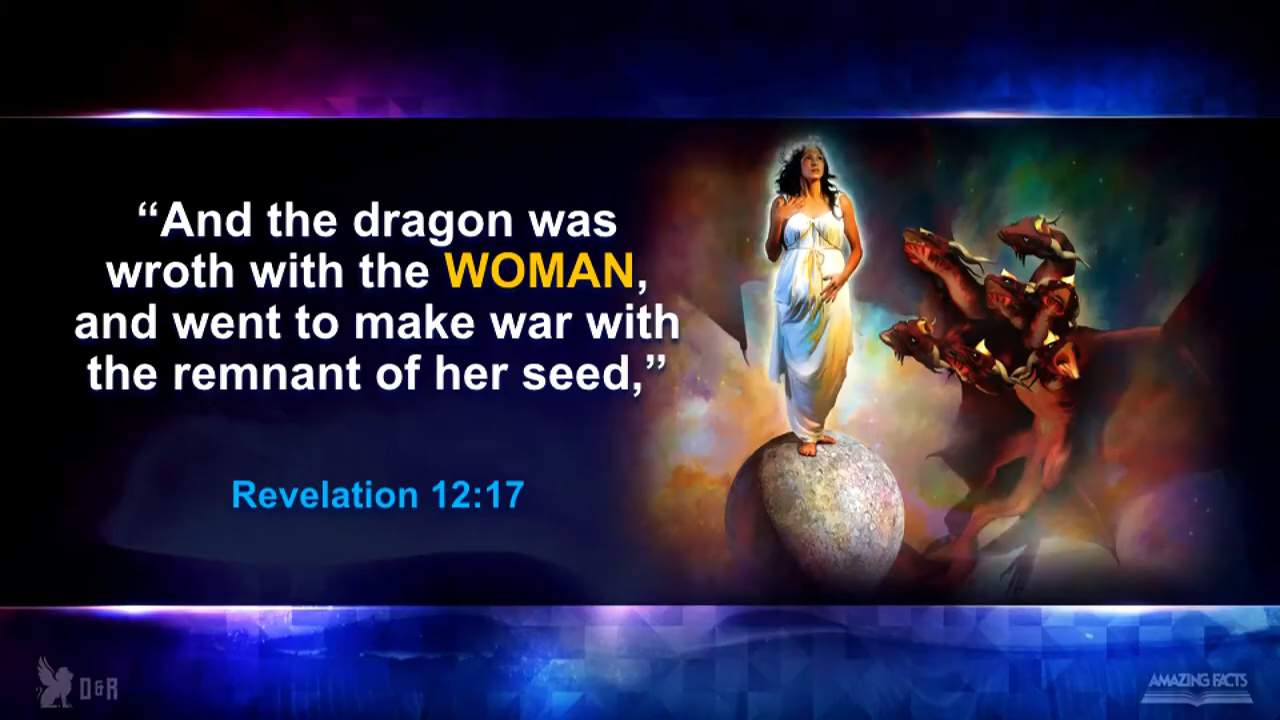 “And the dragon was
wroth with the WOMAN,
and went to make war with
the remnant of her seed,”
Revelation 12:17
D&R
AMAZING FACTS